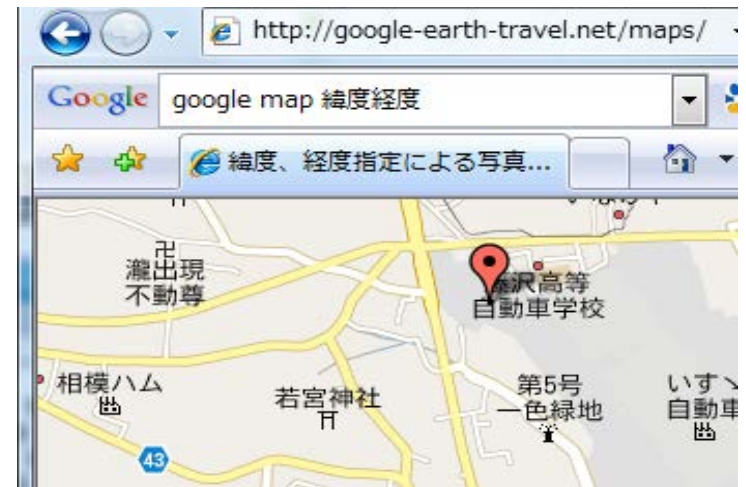 http://google-earth-travel.net/maps/
Google
google map 緯度経度
緯度、経度指定による写真...
瀧出現
不動尊
沢高等
自動車学校
相模ハム
若宮神社
第5号
一色緑地
いすゞ
自動車
43